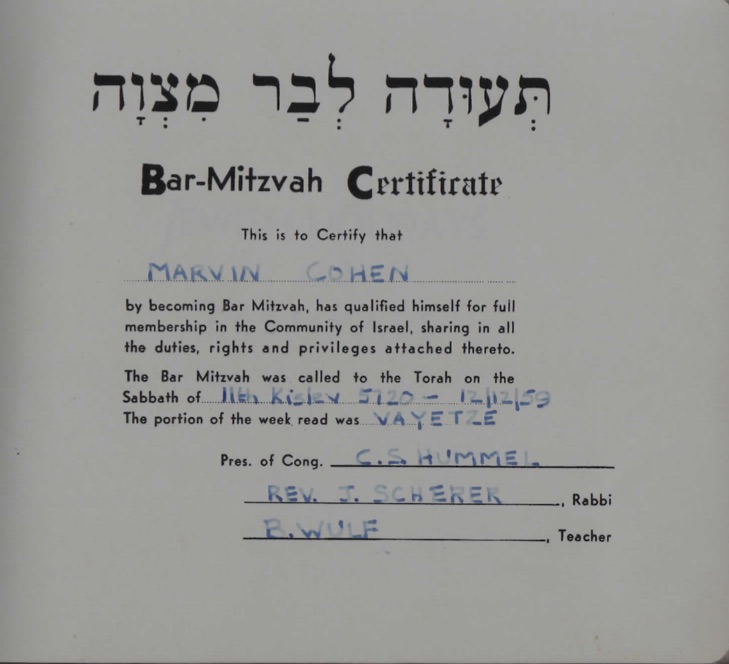 תְּעוּדָה לְבַר מִצְוָה
Bar-Mitzvah Certificate
This is to Certify that
MARVIN COHEN
by becoming Bar Mitzvah, has qualified himself for full
membership in the Community of Israel, sharing in all
the duties, rights and privileges attached thereto.
The Bar Mitzvah was called to the Torah on the
Sabbath of 11th Kislev 5720 - 12/12/59
The portion of the week read was VAYETZE
Pres. of Cong. C.S HUMMEL
REV. J. SCHERER, Rabbi
B. WULF, Teacher